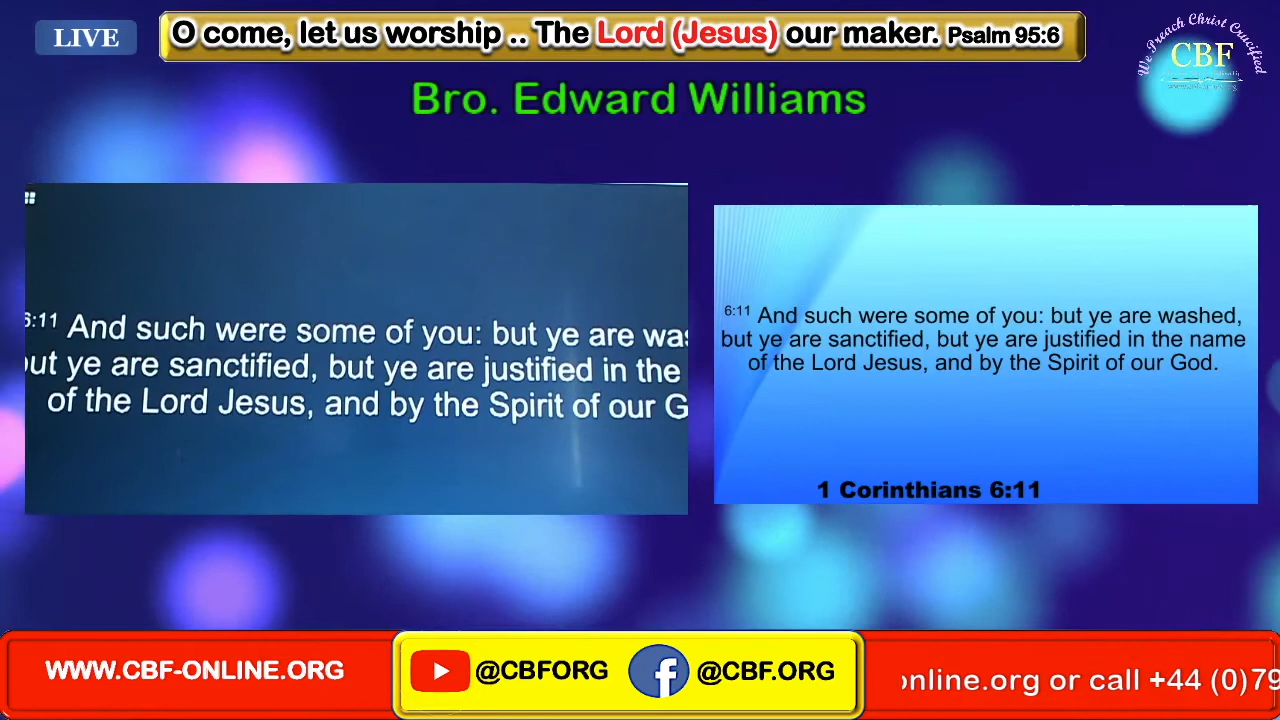 LIVE
O come, let us worship .. The Lord (Jesus) our maker. Psalm 95:6
We Preach Christ Crucified
CBF
Bro. Edward Williams
6:11 And such were some of you: but ye are was
ut ye are sanctified, but ye are justified in the
of the Lord Jesus, and by the Spirit of our G
6:11 And such were some of you: but ye are washed,
but ye are sanctified, but ye are justified in the name
of the Lord Jesus, and by the Spirit of our God.
1 Corinthians 6:11
WWW.CBF-ONLINE.ORG
@CBFORG
@CBF.ORG
online.org or call +44 (0)79